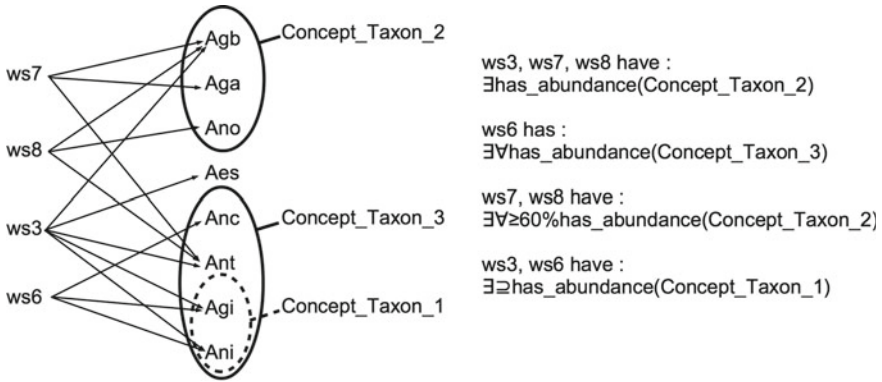 Agb
Concept_Taxon_2
ws7
Aga
ws8
Ano
Aes
ws3
Anc
Concept_Taxon_3
Ant
ws6
Agi
Concept_Taxon_1
Ani
ws3, ws7, ws8 have :
∃has_abundance(Concept_Taxon_2)
ws6 has :
∃∀has_abundance(Concept_Taxon_3)
ws7, ws8 have :
∃∀≥60%has_abundance(Concept_Taxon_2)
ws3, ws6 have :
∃⊇has_abundance(Concept_Taxon_1)